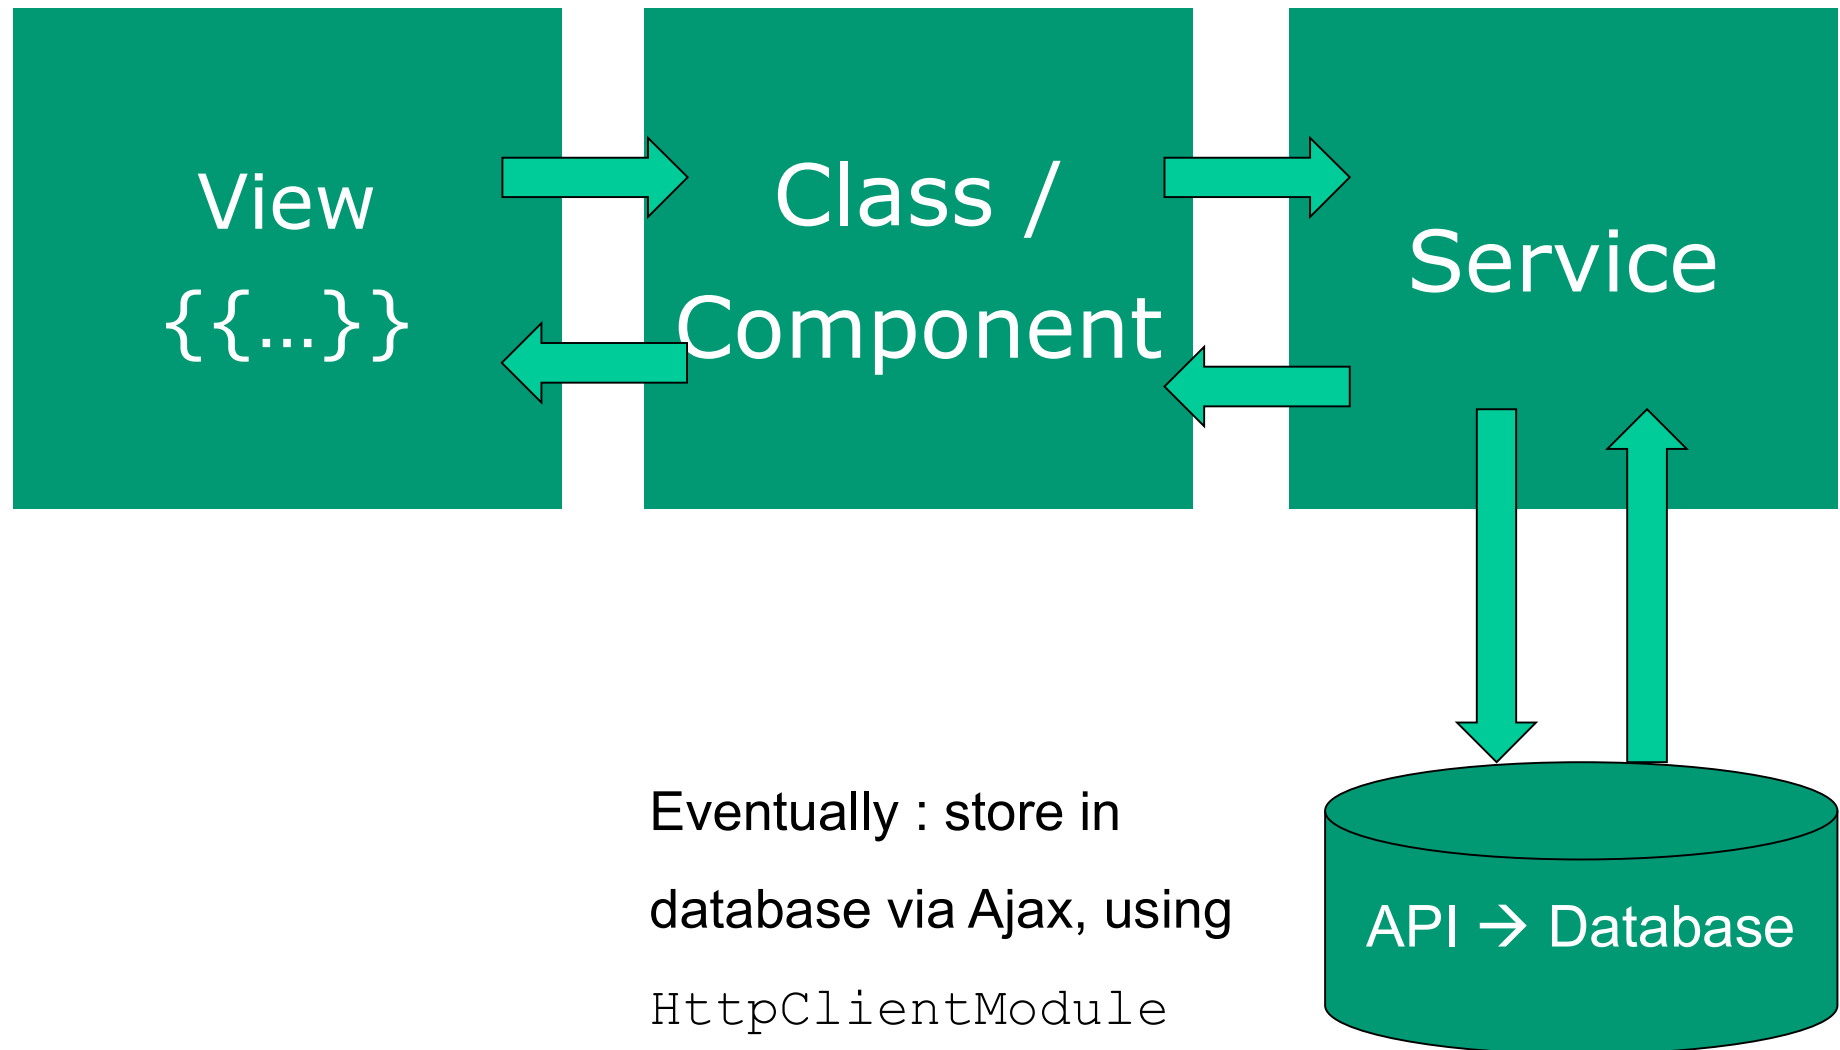 View
{{…}}
Class /
Component
Service
Eventually : store in
database via Ajax, using
HttpClientModule
API → Database